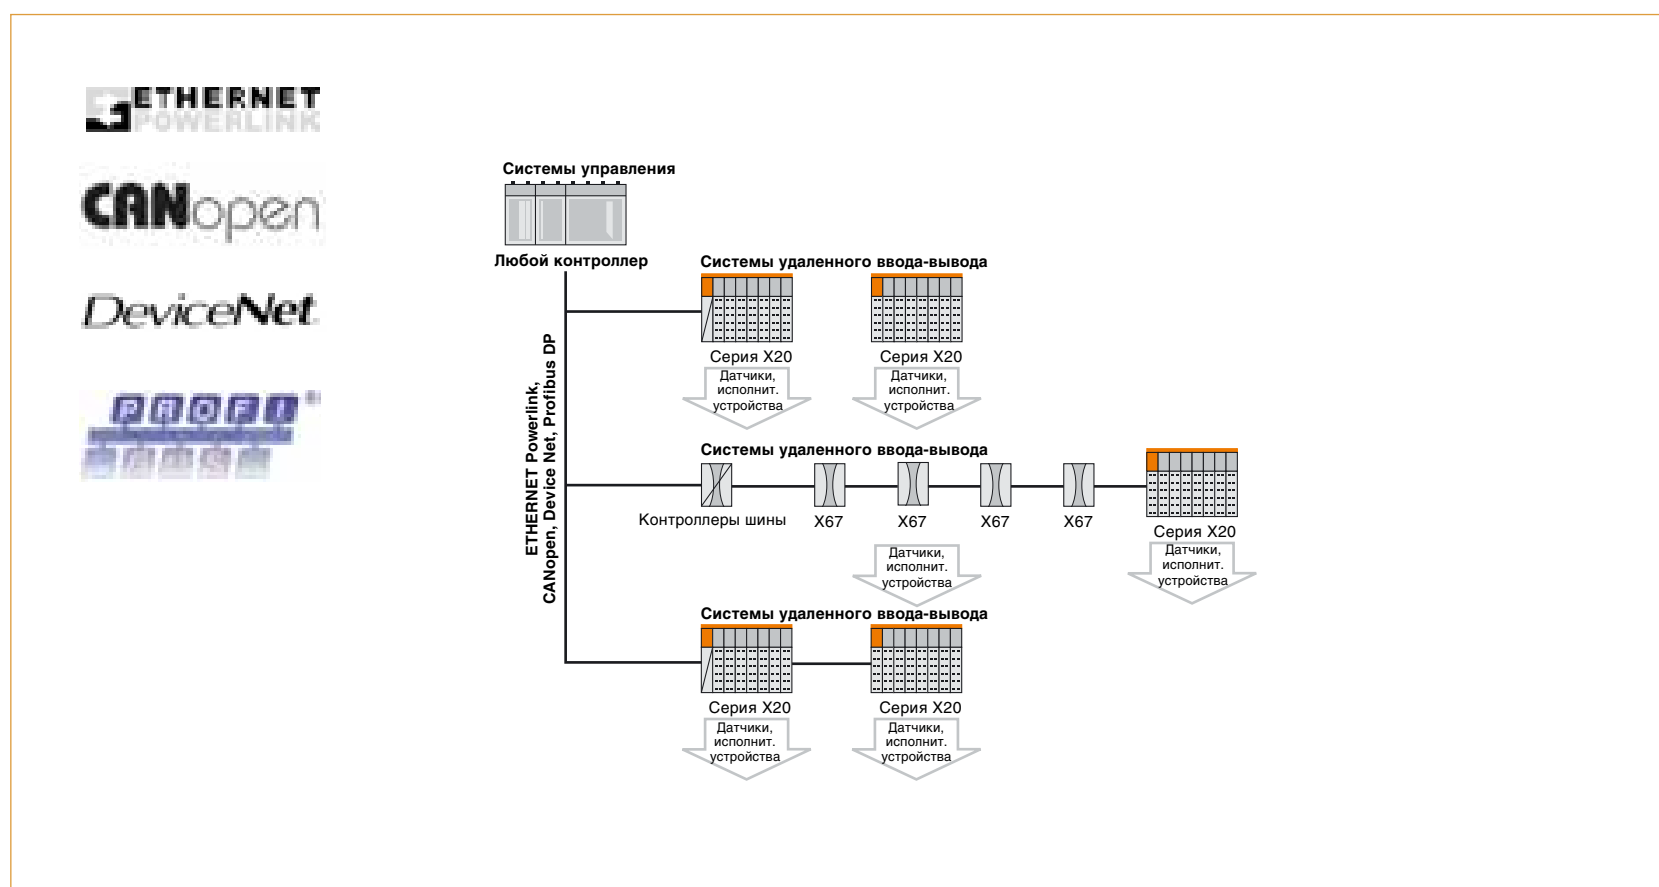 ETHERNET
POWERLINK
CANopen
DeviceNet
PROFI ®
Системы управления
Любой контроллер
ETHERNET Powerlink,
CANopen, Device Net, Profibus DP
Системы удаленного ввода-вывода
Серия X20
Серия X20
Датчики,
исполнит.
устройства
Датчики,
исполнит.
устройства
Системы удаленного ввода-вывода
Контроллеры шины
X67
X67
X67
X67
Серия X20
Датчики,
исполнит.
устройства
Датчики,
исполнит.
устройства
Системы удаленного ввода-вывода
Серия X20
Серия X20
Датчики,
исполнит.
устройства
Датчики,
исполнит.
устройства